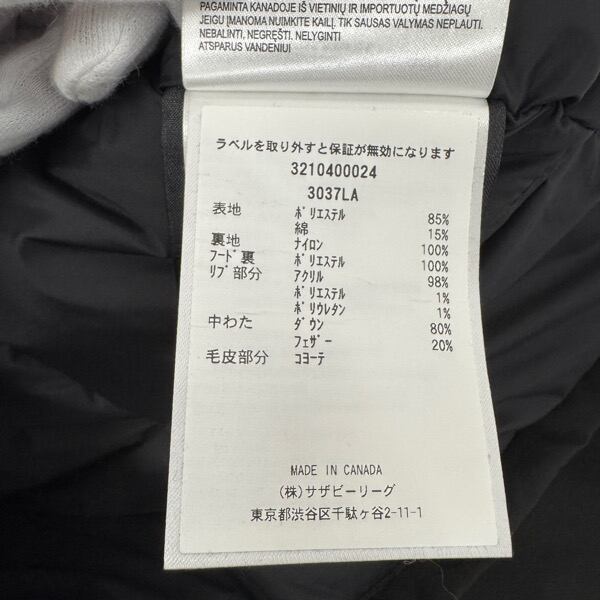 PAGAMINTA KANADOJE IŠ VIETINIŲ IR IMPORTUOTŲ MEDŽIAGŲ
JEIGU ĮMANOMA NUIMKITE KAILĮ. TIK SAUSAS VALYMAS NEPLAUTI.
NEBALINTI, NEGRĘŠTI. NELYGINTI
ATSPARUS VANDENIUI
ラベルを取り外すと保証が無効になります
3210400024
3037LA
表地 ﾎﾟﾘｴｽﾃﾙ 85%
綿 15%
裏地 ﾅｲﾛﾝ 100%
ﾌｰﾄﾞ裏 ﾎﾟﾘｴｽﾃﾙ 100%
ﾘﾌﾞ部分 ｱｸﾘﾙ 98%
ﾎﾟﾘｴｽﾃﾙ 1%
ﾎﾟﾘｳﾚﾀﾝ 1%
中わた ﾀﾞｳﾝ 80%
ﾌｪｻﾞｰ 20%
毛皮部分 ｺﾖｰﾃ
MADE IN CANADA
(株)サザビーリーグ
東京都渋谷区千駄ヶ谷2-11-1